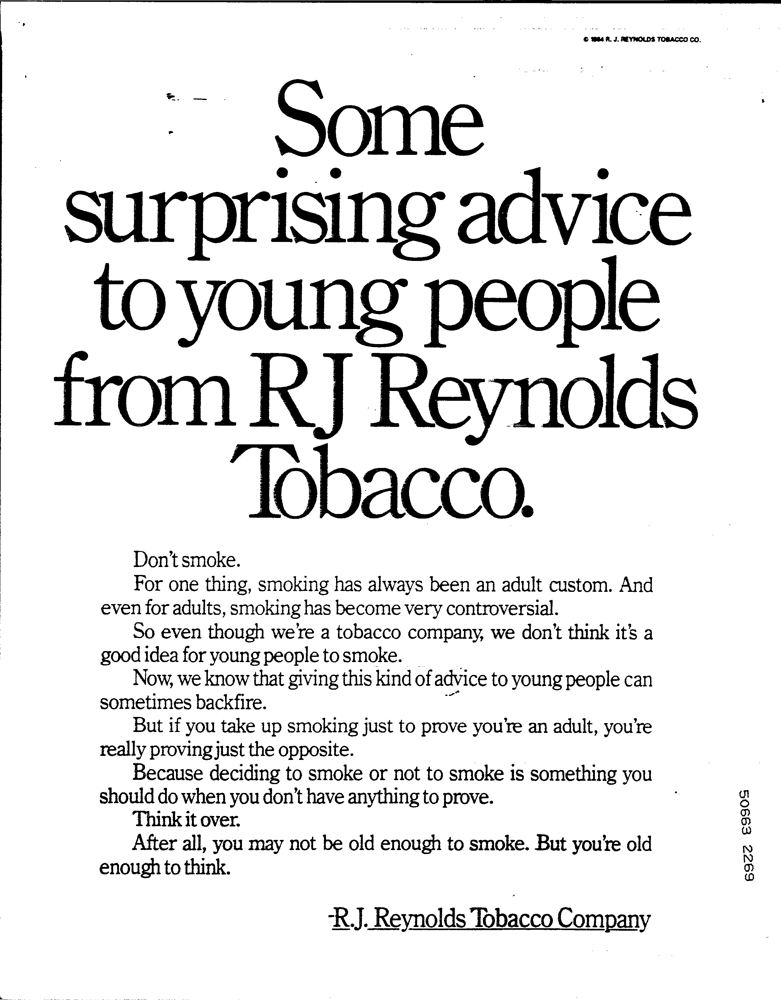 © 1984 R. J. REYNOLDS TOBACCO CO.
Some
surprising advice
to young people
from RJ Reynolds
Tobacco.
Don't smoke.
For one thing, smoking has always been an adult custom. And
even for adults, smoking has become very controversial.
So even though we're a tobacco company, we don't think it's a
good idea for young people to smoke.
Now, we know that giving this kind of advice to young people can
sometimes backfire.
But if you take up smoking just to prove you're an adult, you're
really proving just the opposite.
Because deciding to smoke or not to smoke is something you
should do when you don't have anything to prove.
Think it over.
After all, you may not be old enough to smoke. But you're old
enough to think.
-R.J. Reynolds Tobacco Company
50663 2269